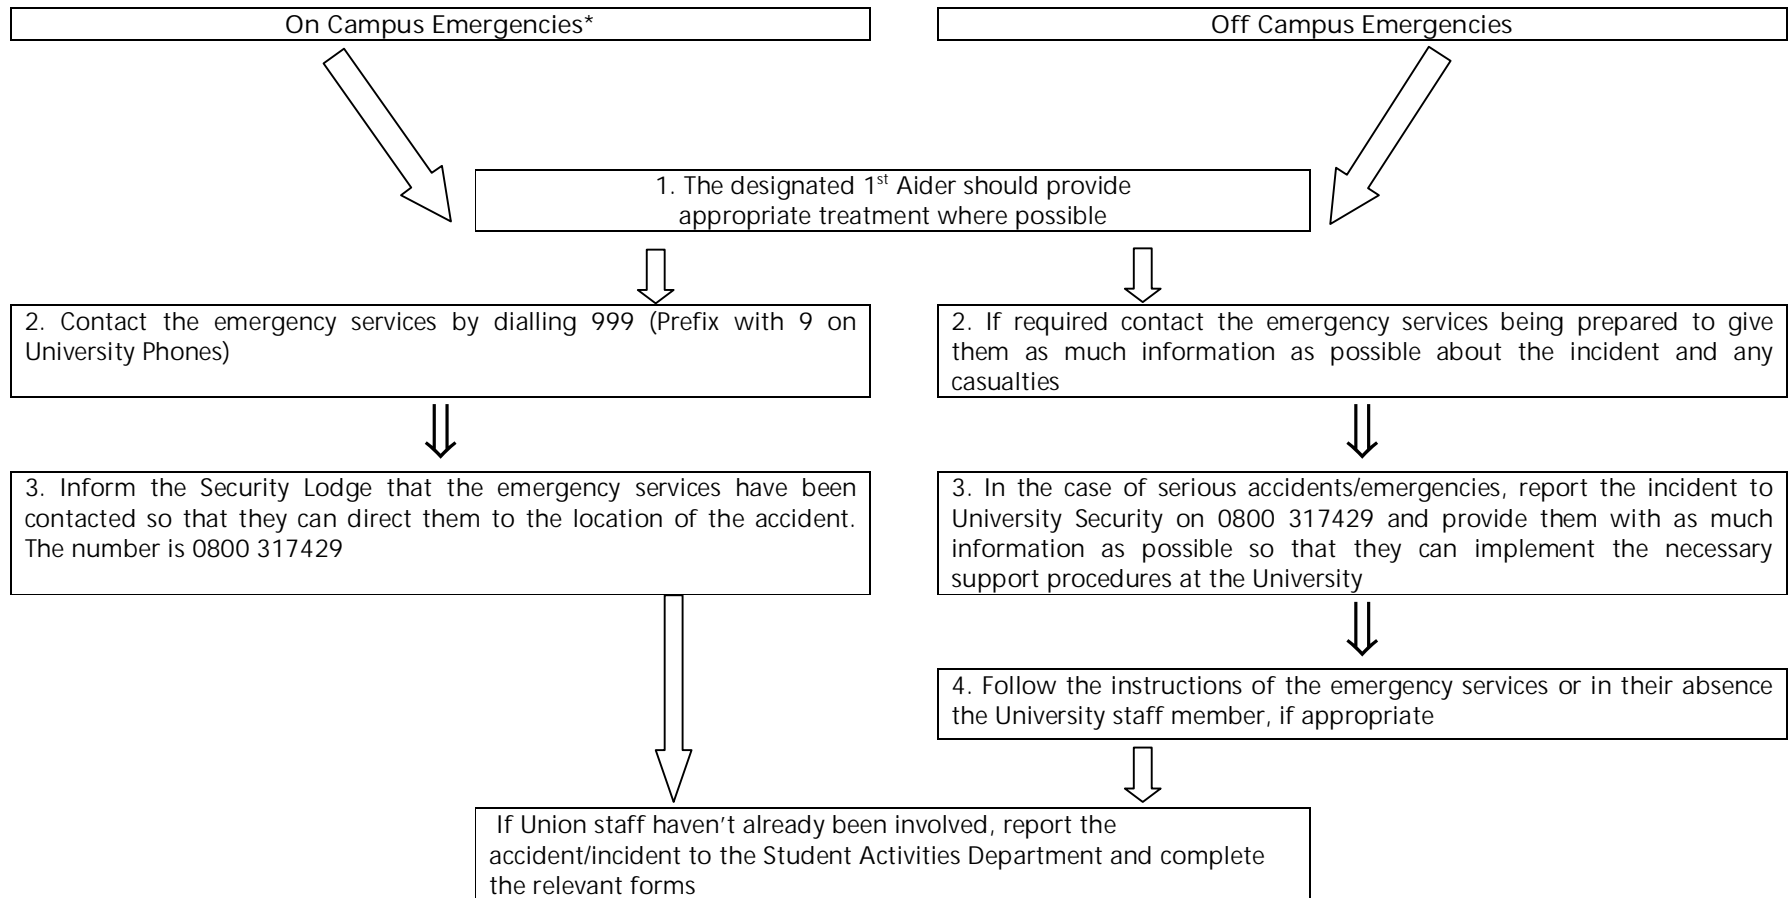 On Campus Emergencies*
Off Campus Emergencies
1. The designated 1st Aider should provide
appropriate treatment where possible
2. Contact the emergency services by dialling 999 (Prefix with 9 on
University Phones)
2. If required contact the emergency services being prepared to give
them as much information as possible about the incident and any
casualties
3. Inform the Security Lodge that the emergency services have been
contacted so that they can direct them to the location of the accident.
The number is 0800 317429
3. In the case of serious accidents/emergencies, report the incident to
University Security on 0800 317429 and provide them with as much
information as possible so that they can implement the necessary
support procedures at the University
4. Follow the instructions of the emergency services or in their absence
the University staff member, if appropriate
If Union staff haven’t already been involved, report the
accident/incident to the Student Activities Department and complete
the relevant forms